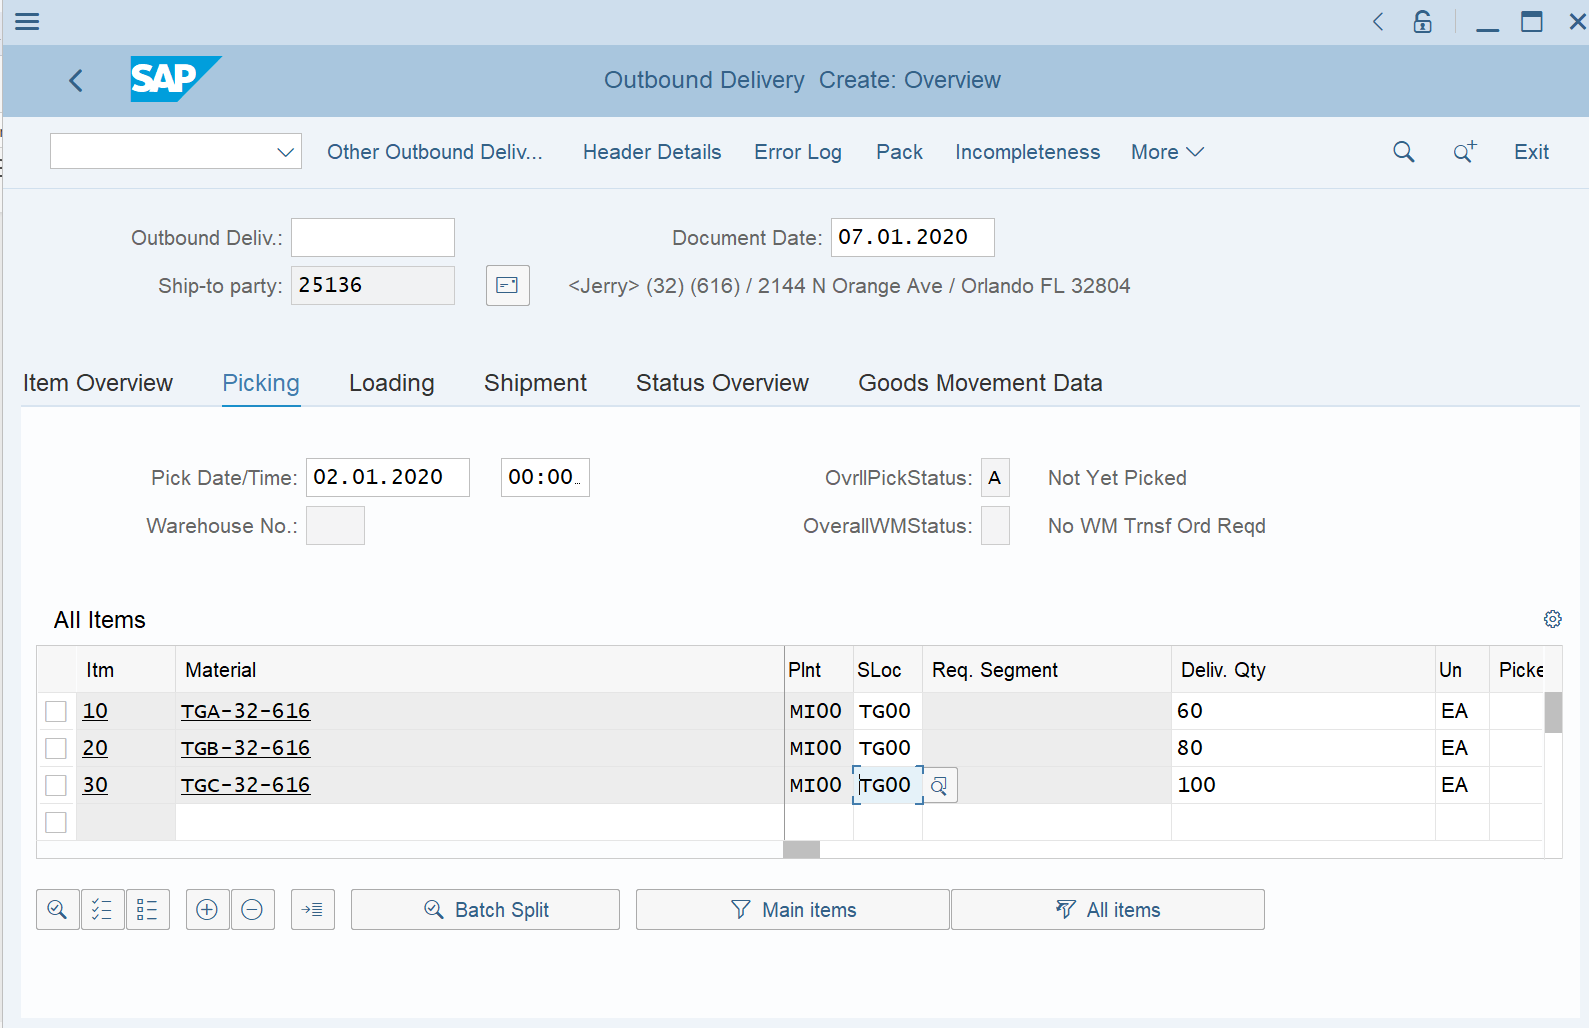 SAP
Outbound Delivery Create: Overview
Other Outbound Deliv... Header Details Error Log Pack Incompleteness More Exit
Outbound Deliv.: Document Date: 07.01.2020
Ship-to party: 25136 <Jerry> (32) (616) / 2144 N Orange Ave / Orlando FL 32804
Item Overview Picking Loading Shipment Status Overview Goods Movement Data
Pick Date/Time: 02.01.2020 00:00… OvrllPickStatus: A Not Yet Picked
Warehouse No.: OverallWMStatus: No WM Trnsf Ord Reqd
All Items
Itm Material Plnt SLoc Req. Segment Deliv. Qty Un Picke
10 TGA-32-616 MI00 TG00 60 EA
20 TGB-32-616 MI00 TG00 80 EA
30 TGC-32-616 MI00 TG00 100 EA
Batch Split Main items All items